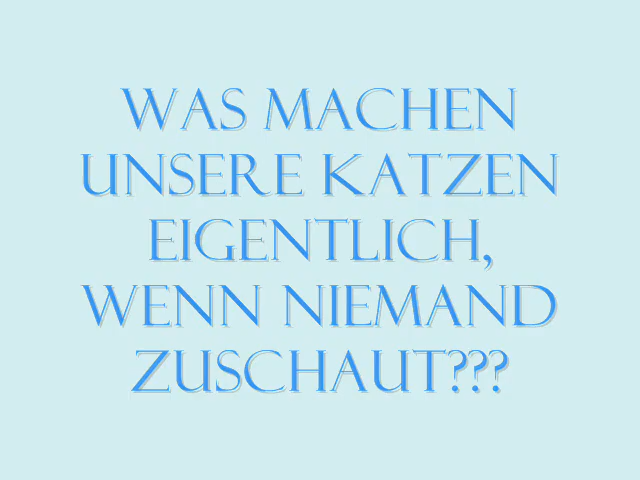 WAS MACHEN
UNSERE KATZEN
EIGENTLICH,
WENN NIEMAND
ZUSCHAUT???